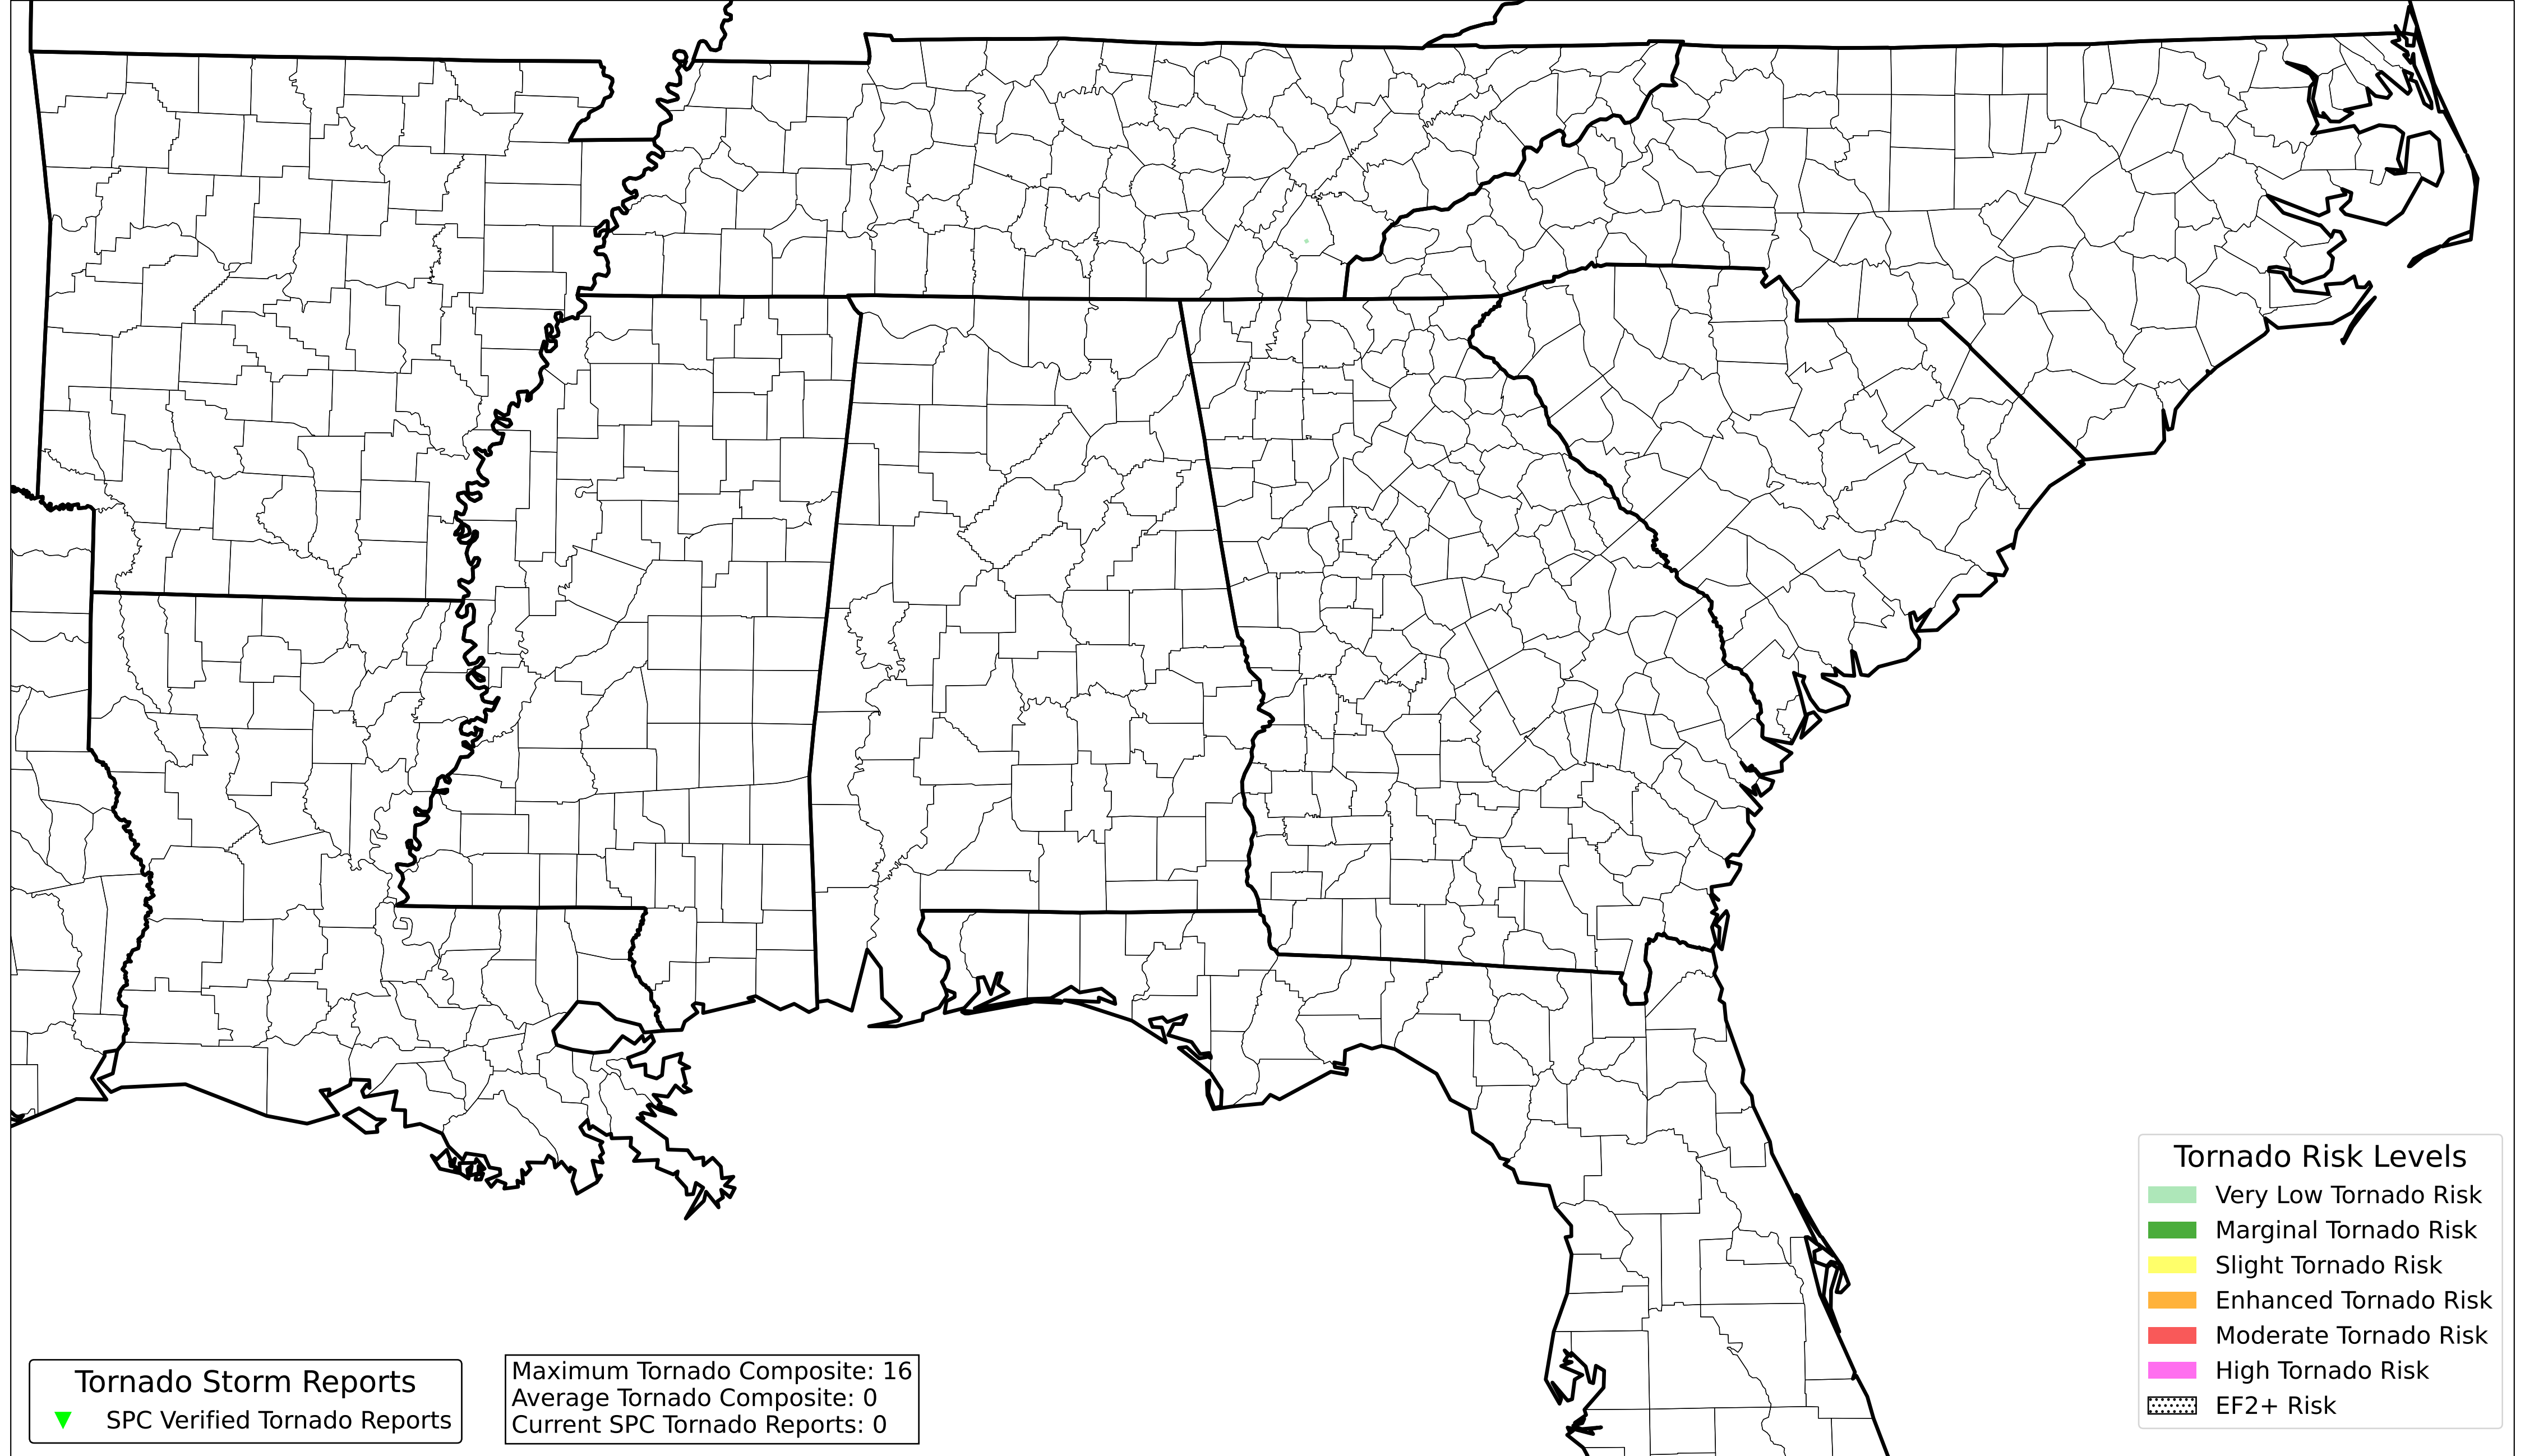 Tornado Risk Levels
Very Low Tornado Risk
Marginal Tornado Risk
Slight Tornado Risk
Enhanced Tornado Risk
Moderate Tornado Risk
High Tornado Risk
EF2+ Risk
Tornado Storm Reports
SPC Verified Tornado Reports
Maximum Tornado Composite: 16
Average Tornado Composite: 0
Current SPC Tornado Reports: 0